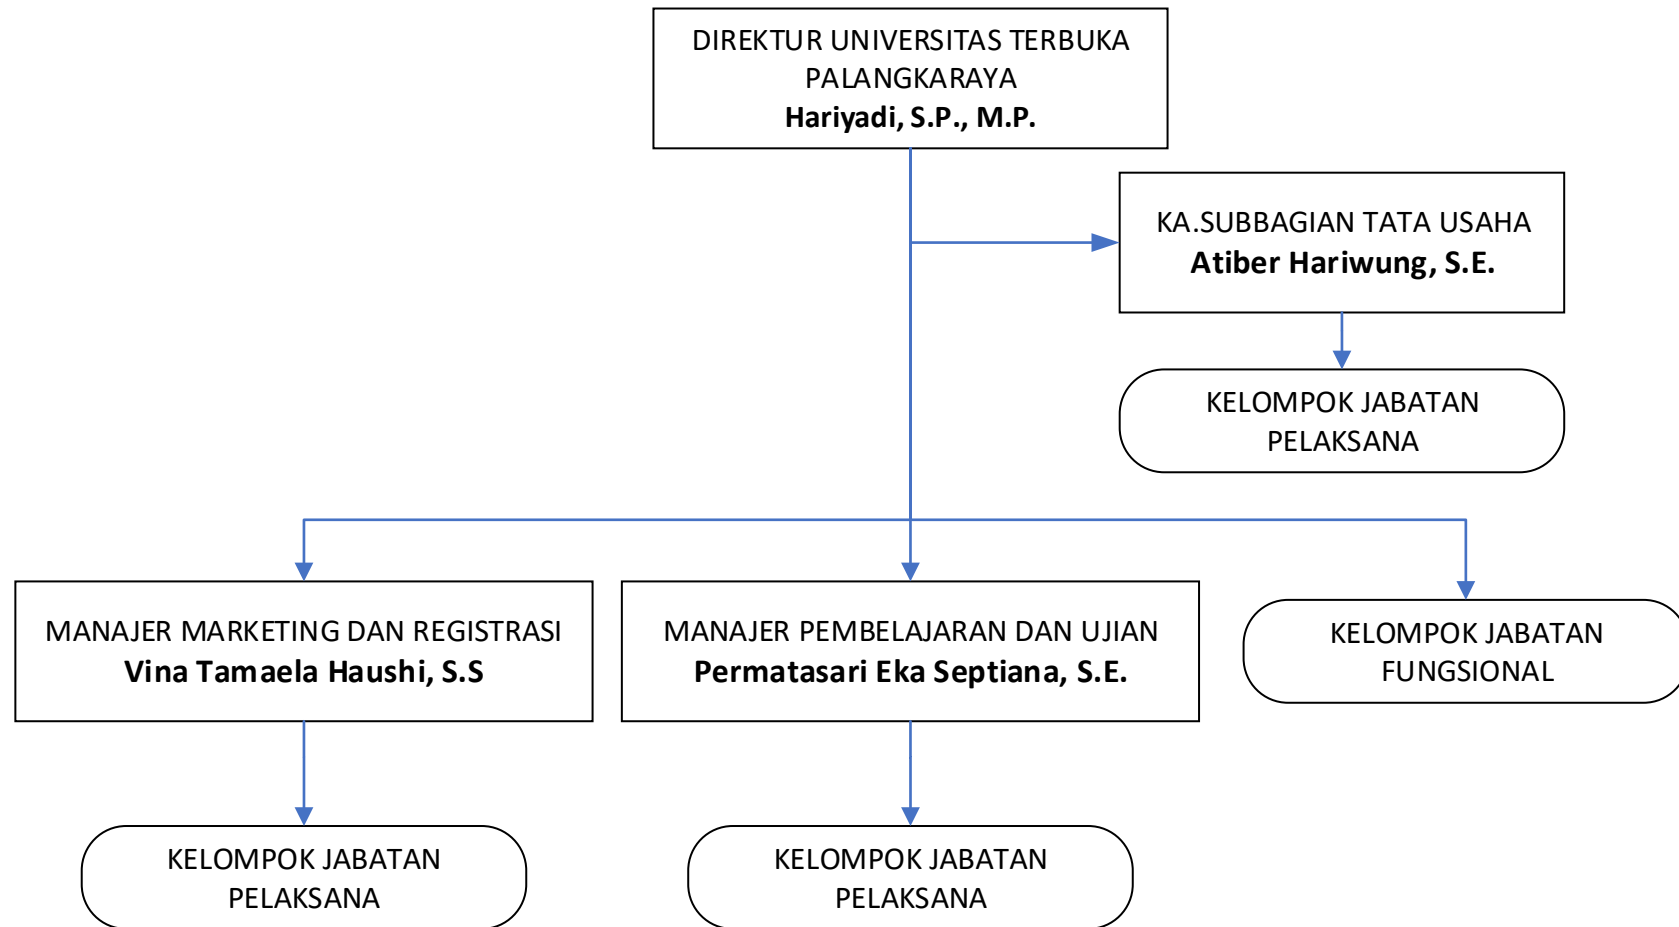 DIREKTUR UNIVERSITAS TERBUKA
PALANGKARAYA
Hariyadi, S.P., M.P.
KA.SUBBAGIAN TATA USAHA
Atiber Hariwung, S.E.
KELOMPOK JABATAN
PELAKSANA
MANAJER MARKETING DAN REGISTRASI
Vina Tamaela Haushi, S.S
MANAJER PEMBELAJARAN DAN UJIAN
Permatasari Eka Septiana, S.E.
KELOMPOK JABATAN
FUNGSIONAL
KELOMPOK JABATAN
PELAKSANA
KELOMPOK JABATAN
PELAKSANA